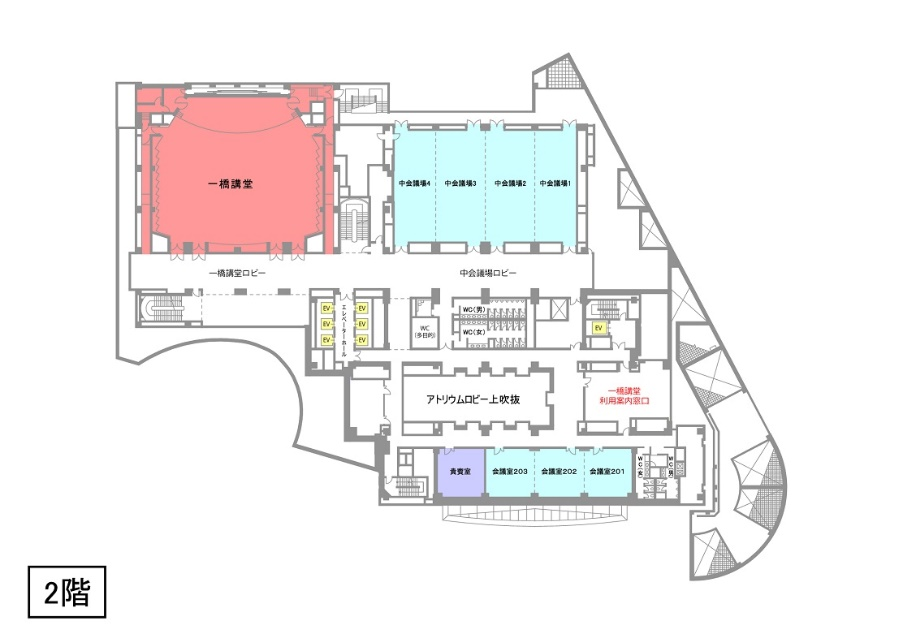 一橋講堂
中会議場4
中会議場3
中会議場2
中会議場1
一橋講堂ロビー
中会議場ロビー
EV
EV
EV
エレベーターホール
EV
EV
EV
WC
(多目的)
WC(男)
WC(女)
EV
アトリウムロビー上吹抜
一橋講堂
利用案内窓口
貴賓室
会議室203
会議室202
会議室201
WC(女)
WC(男)
2階